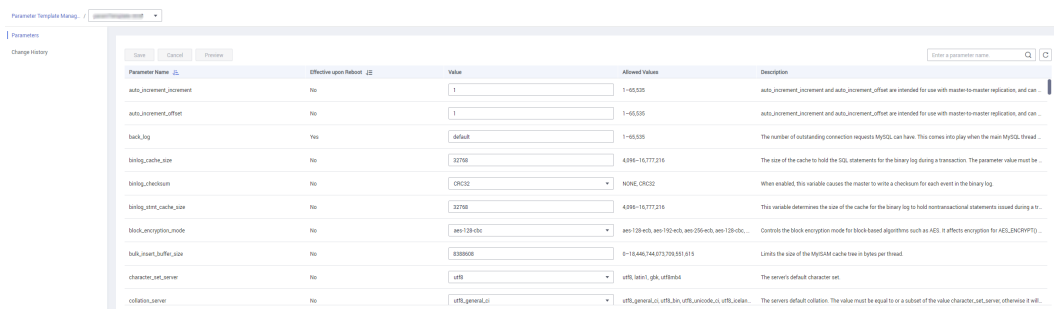 Parameter Template Manag... /
Parameters
Change History
Save Cancel Preview Enter a parameter name
Parameter Name Effective upon Reboot Value Allowed Values Description
auto_increment_increment No 1 1–65,535 auto_increment_increment and auto_increment_offset are intended for use with master-to-master replication, and can ...
auto_increment_offset No 1 1–65,535 auto_increment_increment and auto_increment_offset are intended for use with master-to-master replication, and can ...
back_log Yes default 1–65,535 The number of outstanding connection requests MySQL can have. This comes into play when the main MySQL thread ...
binlog_cache_size No 32768 4,096–16,777,216 The size of the cache to hold the SQL statements for the binary log during a transaction. The parameter value must be ...
binlog_checksum No CRC32 NONE, CRC32 When enabled, this variable causes the master to write a checksum for each event in the binary log.
binlog_stmt_cache_size No 32768 4,096–16,777,216 This variable determines the size of the cache for the binary log to hold nontransactional statements issued during a tr...
block_encryption_mode No aes-128-cbc aes-128-ecb, aes-192-ecb, aes-256-ecb, aes-128-cbc, ... Controls the block encryption mode for block-based algorithms such as AES. It affects encryption for AES_ENCRYPT() ...
bulk_insert_buffer_size No 8388608 0–18,446,744,073,709,551,615 Limits the size of the MyISAM cache tree in bytes per thread.
character_set_server No utf8 utf8, latin1, gbk, utf8mb4 The server's default character set.
collation_server No utf8_general_ci utf8_general_ci, utf8_bin, utf8_unicode_ci, utf8_icelan... The servers default collation. The value must be equal to or a subset of the value character_set_server, otherwise it will...